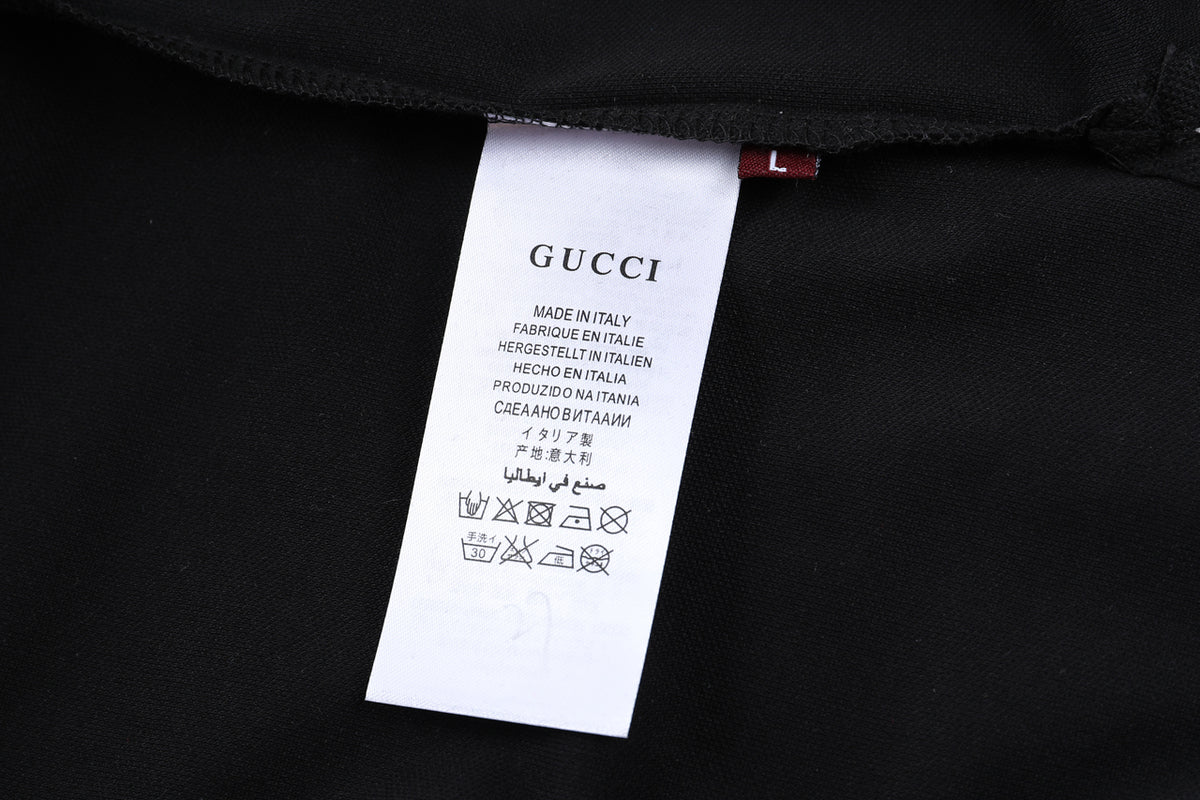 L
GUCCI
MADE IN ITALY
FABRIQUE EN ITALIE
HERGESTELLT IN ITALIEN
HECHO EN ITALIA
PRODUZIDO NA ITANIA
СДЕААНО В ИТААИИ
イタリア製
产地:意大利
صنع في ايطاليا
手洗イ
30
低